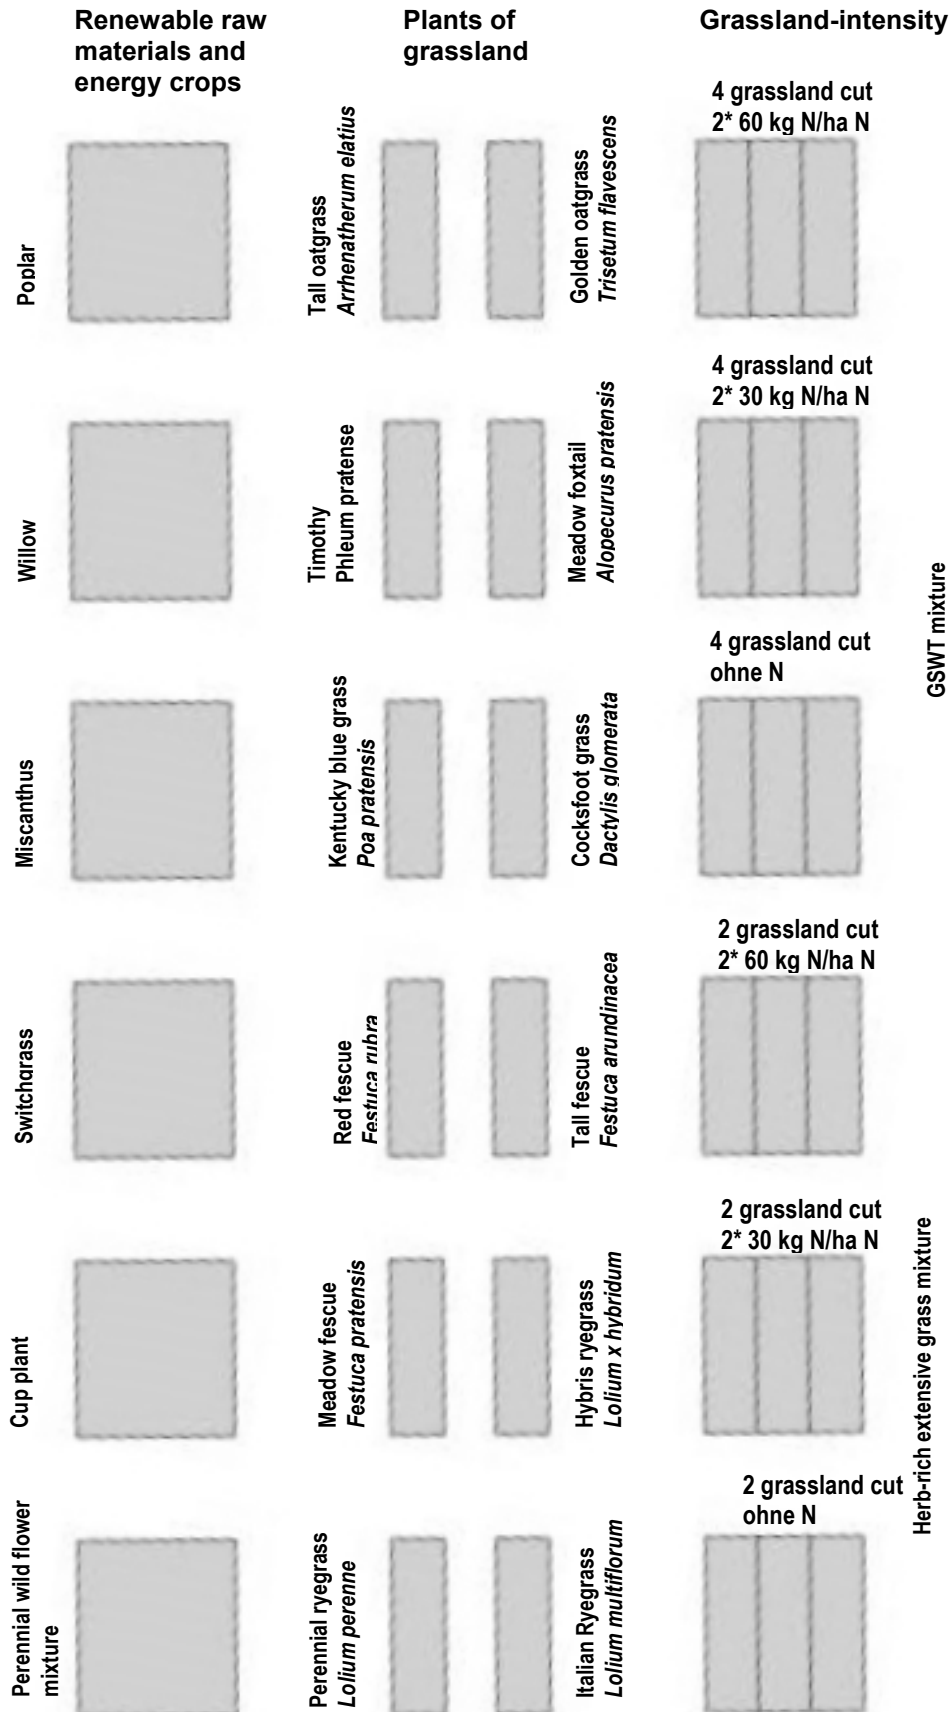 Renewable raw
materials and
energy crops
Plants of
grassland
Grassland-intensity
Poplar
Tall oatgrass
Arrhenatherum elatius
Golden oatgrass
Trisetum flavescens
4 grassland cut
2* 60 kg N/ha N
Willow
Timothy
Phleum pratense
Meadow foxtail
Alopecurus pratensis
4 grassland cut
2* 30 kg N/ha N
Miscanthus
Kentucky blue grass
Poa pratensis
Cocksfoot grass
Dactylis glomerata
4 grassland cut
ohne N
GSWT mixture
Switchgrass
Red fescue
Festuca rubra
Tall fescue
Festuca arundinacea
2 grassland cut
2* 60 kg N/ha N
Cup plant
Meadow fescue
Festuca pratensis
Hybris ryegrass
Lolium x hybridum
2 grassland cut
2* 30 kg N/ha N
Perennial wild flower
mixture
Perennial ryegrass
Lolium perenne
Italian Ryegrass
Lolium multiflorum
2 grassland cut
ohne N
Herb-rich extensive grass mixture